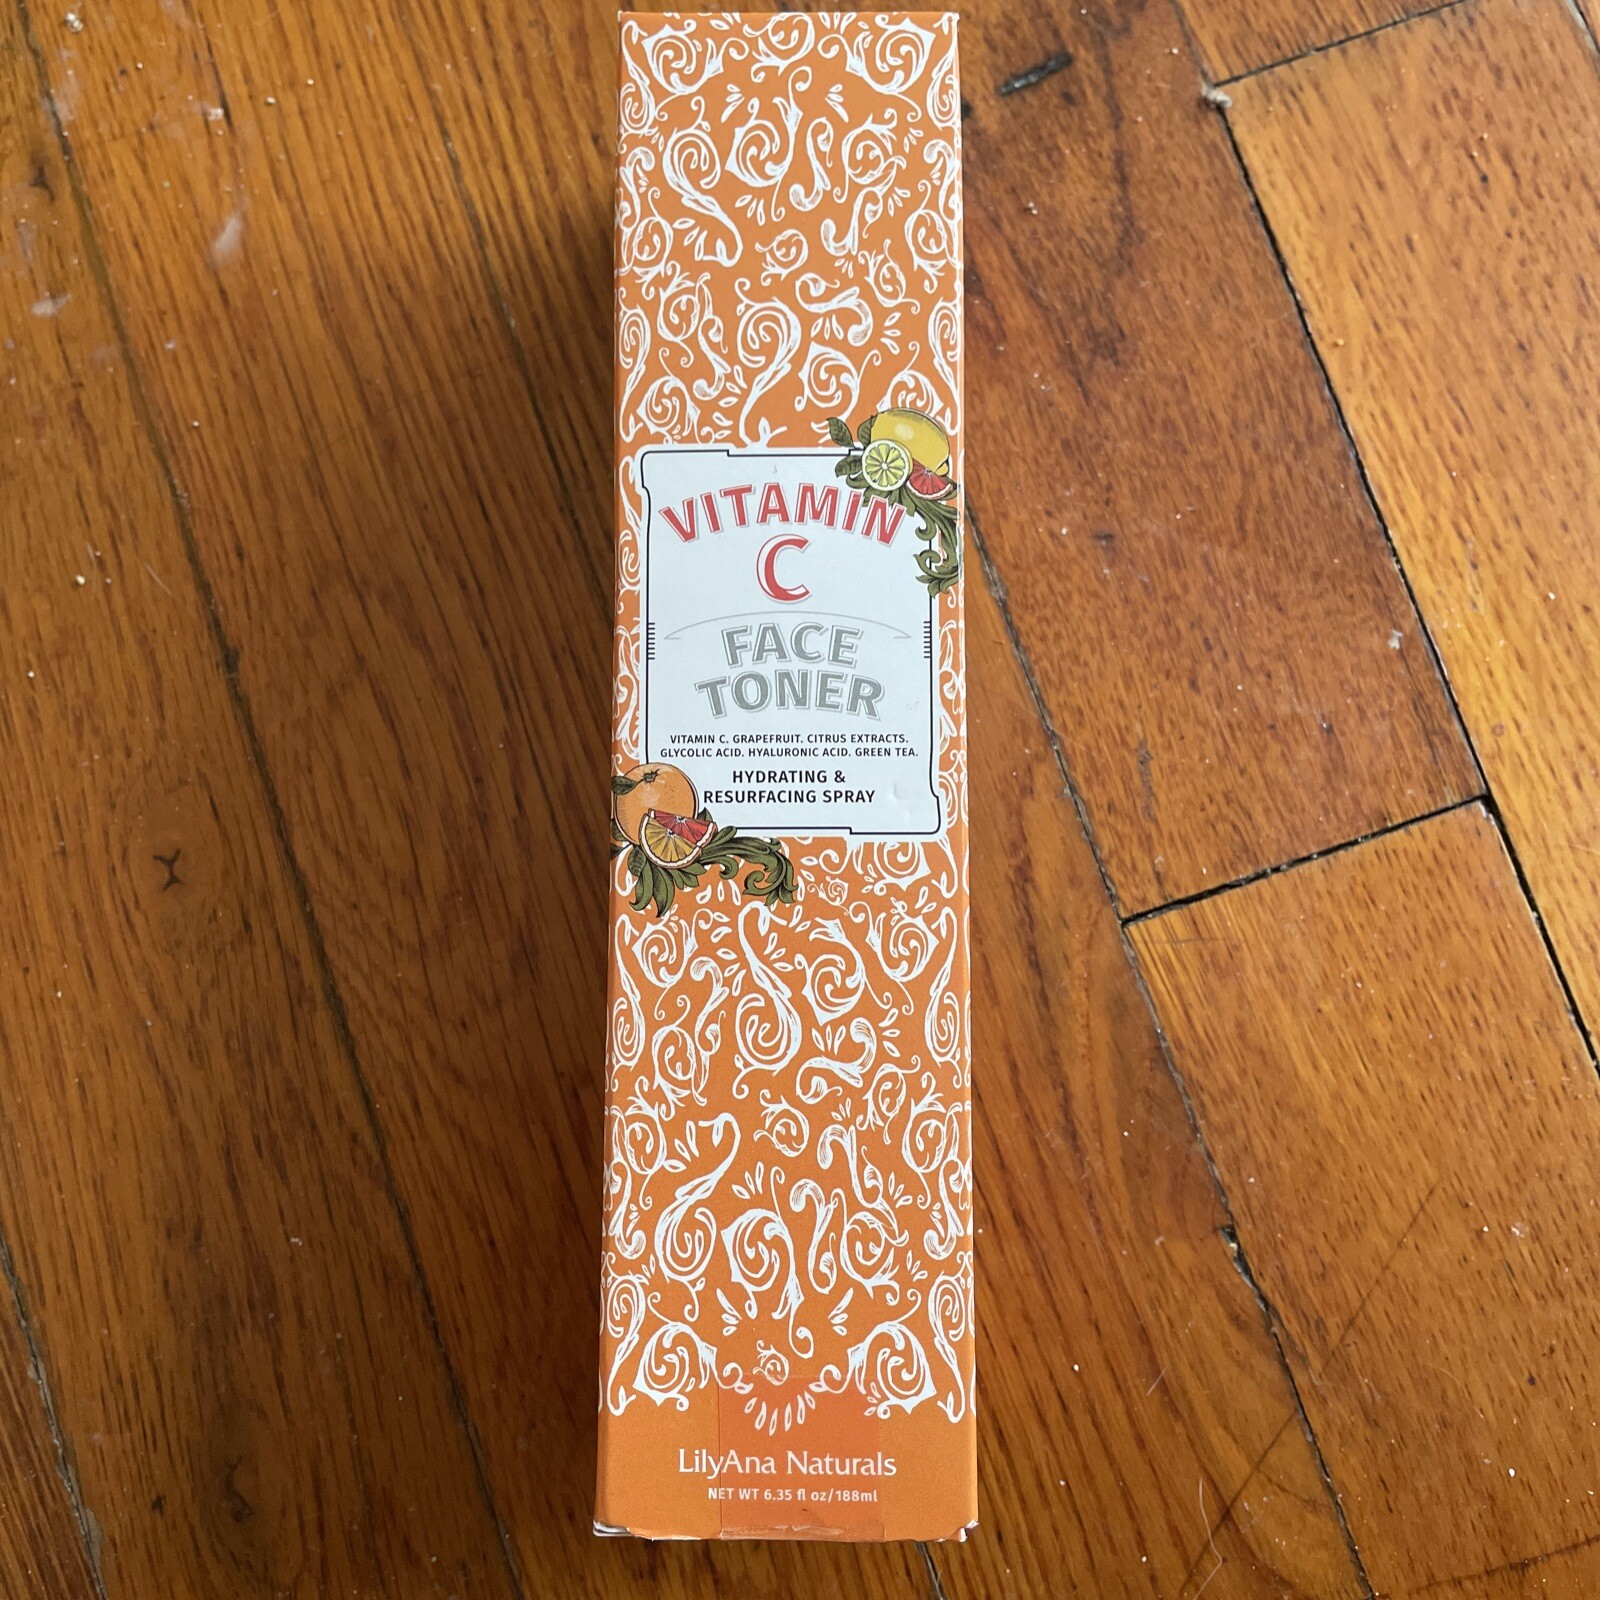 VITAMIN
C
FACE
TONER
VITAMIN C. GRAPEFRUIT. CITRUS EXTRACTS.
GLYCOLIC ACID. HYALURONIC ACID. GREEN TEA.
HYDRATING &
RESURFACING SPRAY
LilyAna Naturals
NET WT 6.35 fl oz/188ml